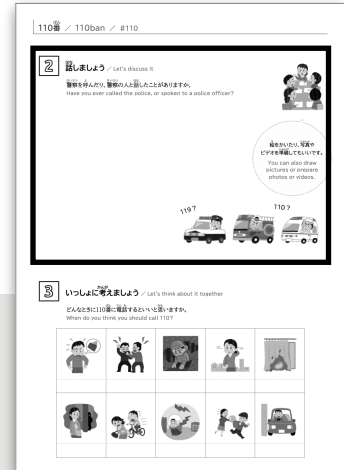 110番 / 110ban / #110
2 話しましょう / Let's discuss it
警察を呼んだり、警察の人と話したことがありますか。
Have you ever called the police, or spoken to a police officer?
絵をかいたり、写真や
ビデオを準備してもいいです。
You can also draw
pictures or prepare
photos or videos.
119？
110？
3 いっしょに考えましょう / Let's think about it together
どんなときに110番に電話するといいと思いますか。
When do you think you should call 110?